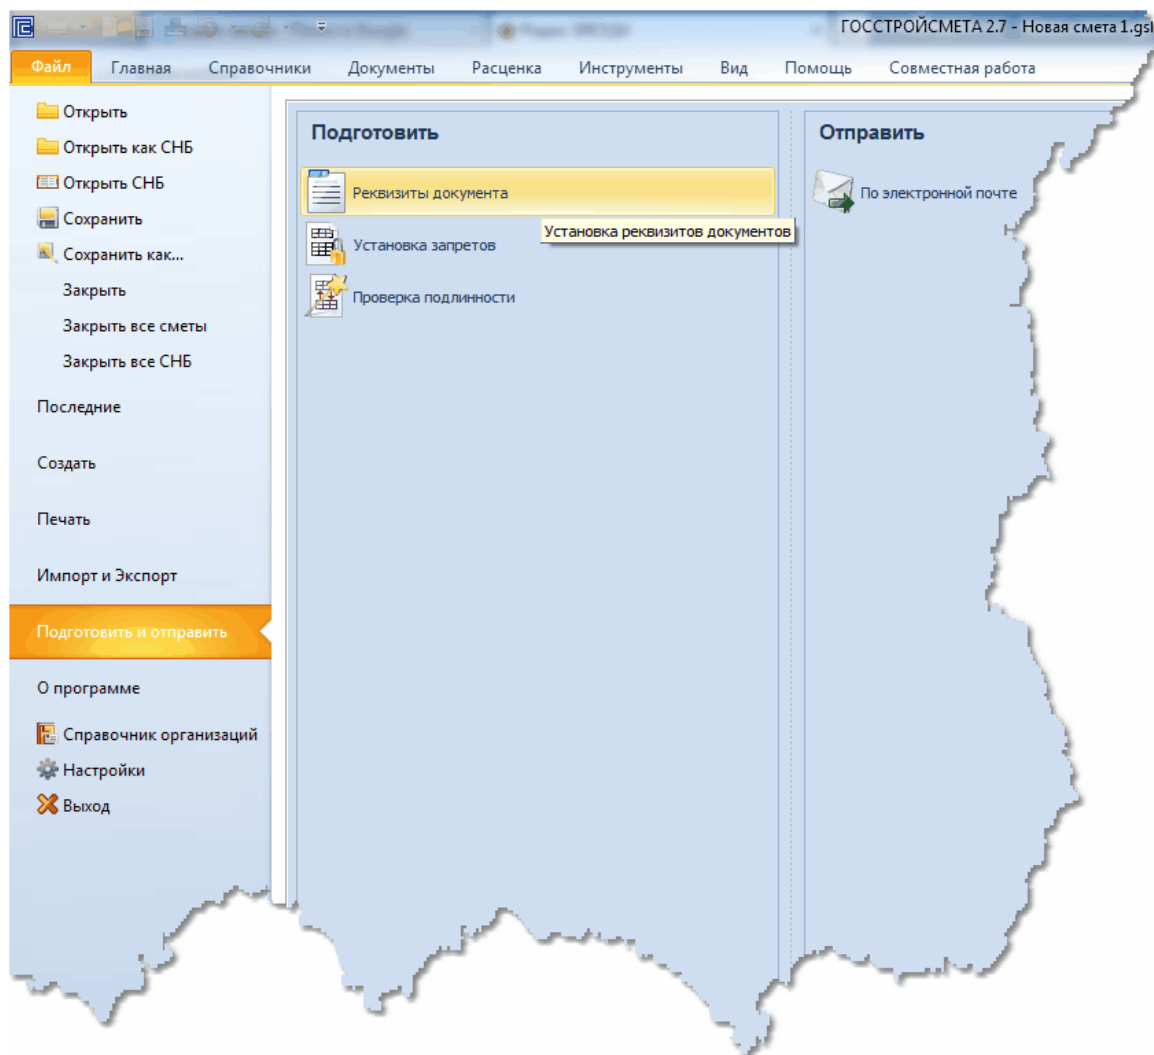 ГОССТРОЙСМЕТА 2.7 - Новая смета 1.gsf
Файл Главная Справочники Документы Расценка Инструменты Вид Помощь Совместная работа
Открыть
Открыть как СНБ
Открыть СНБ
Сохранить
Сохранить как...
Закрыть
Закрыть все сметы
Закрыть все СНБ
Последние
Создать
Печать
Импорт и Экспорт
Подготовить и отправить
О программе
Справочник организаций
Настройки
Выход
Подготовить
Реквизиты документа
Установка реквизитов документов
Установка запретов
Проверка подлинности
Отправить
По электронной почте